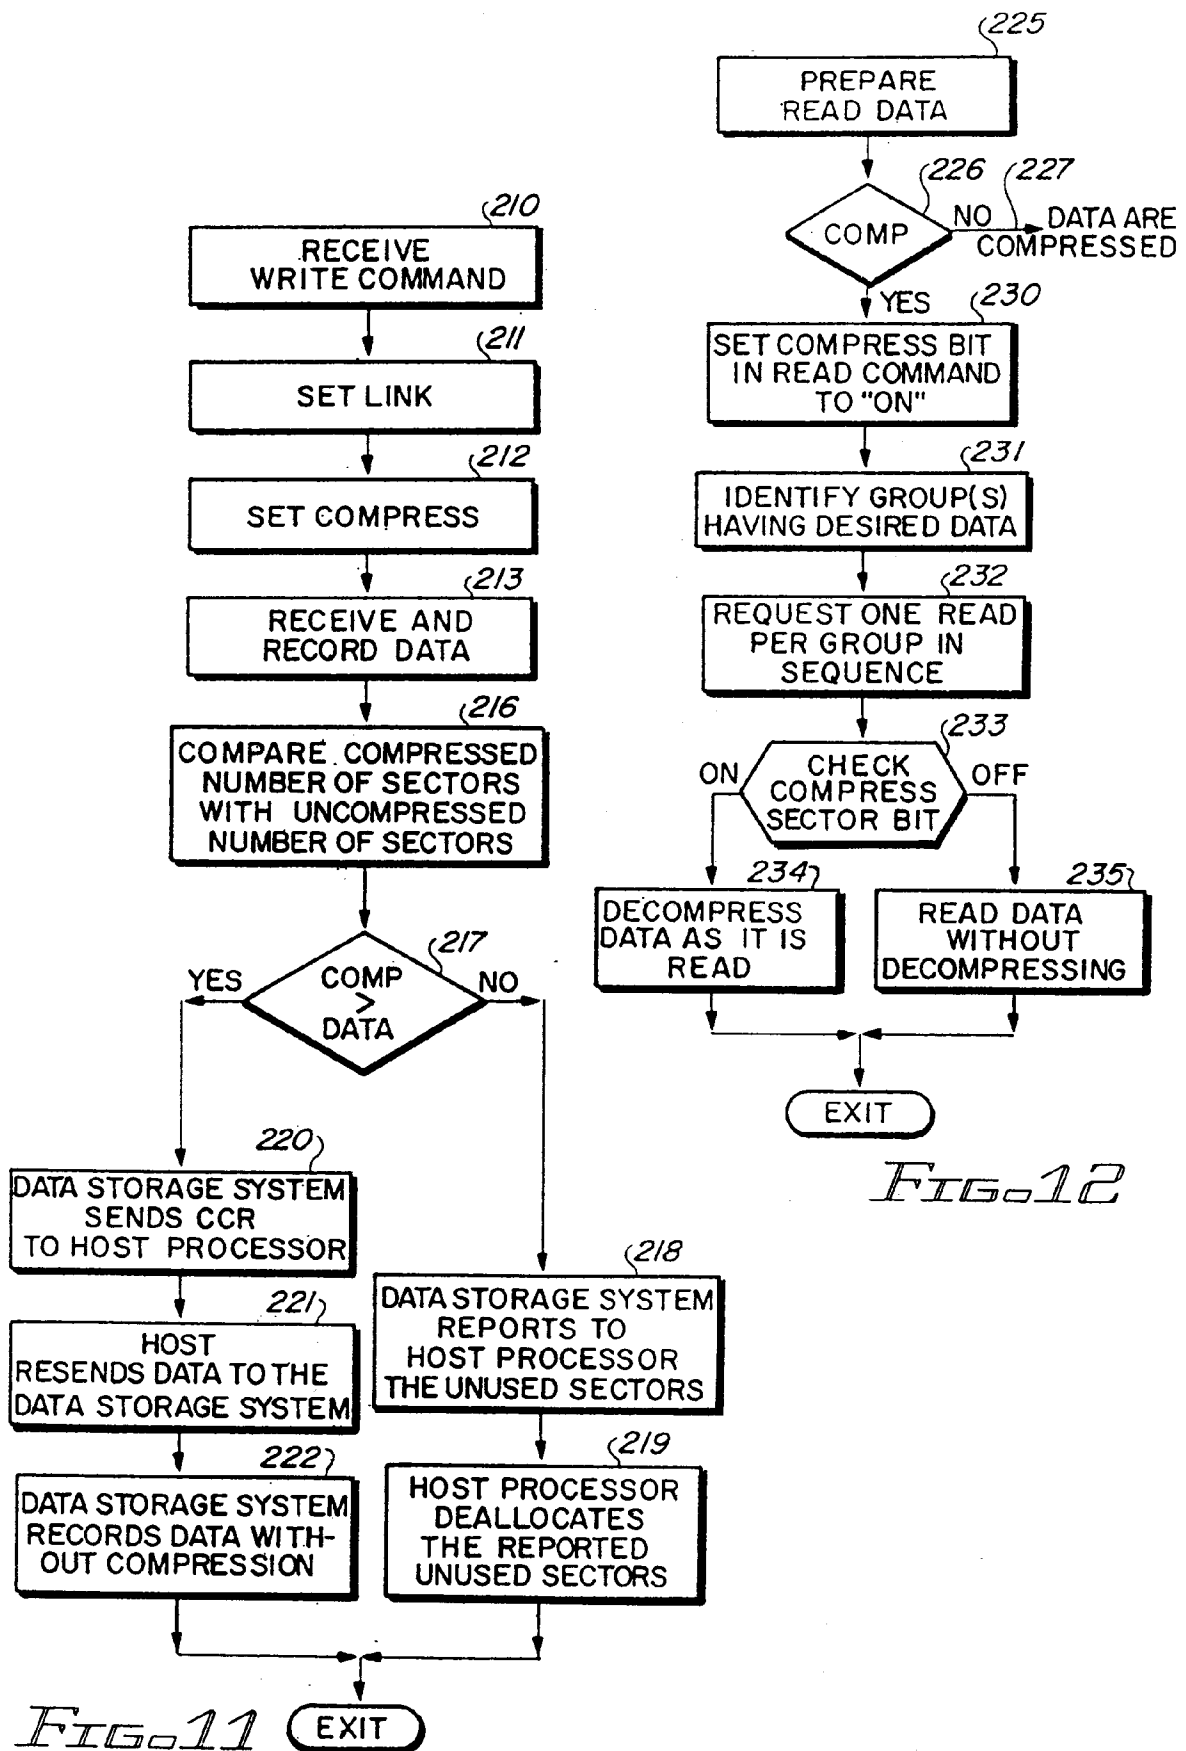 210
RECEIVE
WRITE COMMAND
211
SET LINK
212
SET COMPRESS
213
RECEIVE AND
RECORD DATA
216
COMPARE COMPRESSED
NUMBER OF SECTORS
WITH UNCOMPRESSED
NUMBER OF SECTORS
217
YES
COMP
>
DATA
NO
220
DATA STORAGE SYSTEM
SENDS CCR
TO HOST PROCESSOR
221
HOST
RESENDS DATA TO THE
DATA STORAGE SYSTEM
222
DATA STORAGE SYSTEM
RECORDS DATA WITH-
OUT COMPRESSION
218
DATA STORAGE SYSTEM
REPORTS TO
HOST PROCESSOR
THE UNUSED SECTORS
219
HOST PROCESSOR
DEALLOCATES
THE REPORTED
UNUSED SECTORS
EXIT
FIG. 11
225
PREPARE
READ DATA
226
COMP
NO
227
DATA ARE
COMPRESSED
YES
230
SET COMPRESS BIT
IN READ COMMAND
TO "ON"
231
IDENTIFY GROUP(S)
HAVING DESIRED DATA
232
REQUEST ONE READ
PER GROUP IN
SEQUENCE
233
ON
CHECK
COMPRESS
SECTOR BIT
OFF
234
DECOMPRESS
DATA AS IT IS
READ
235
READ DATA
WITHOUT
DECOMPRESSING
EXIT
FIG. 12